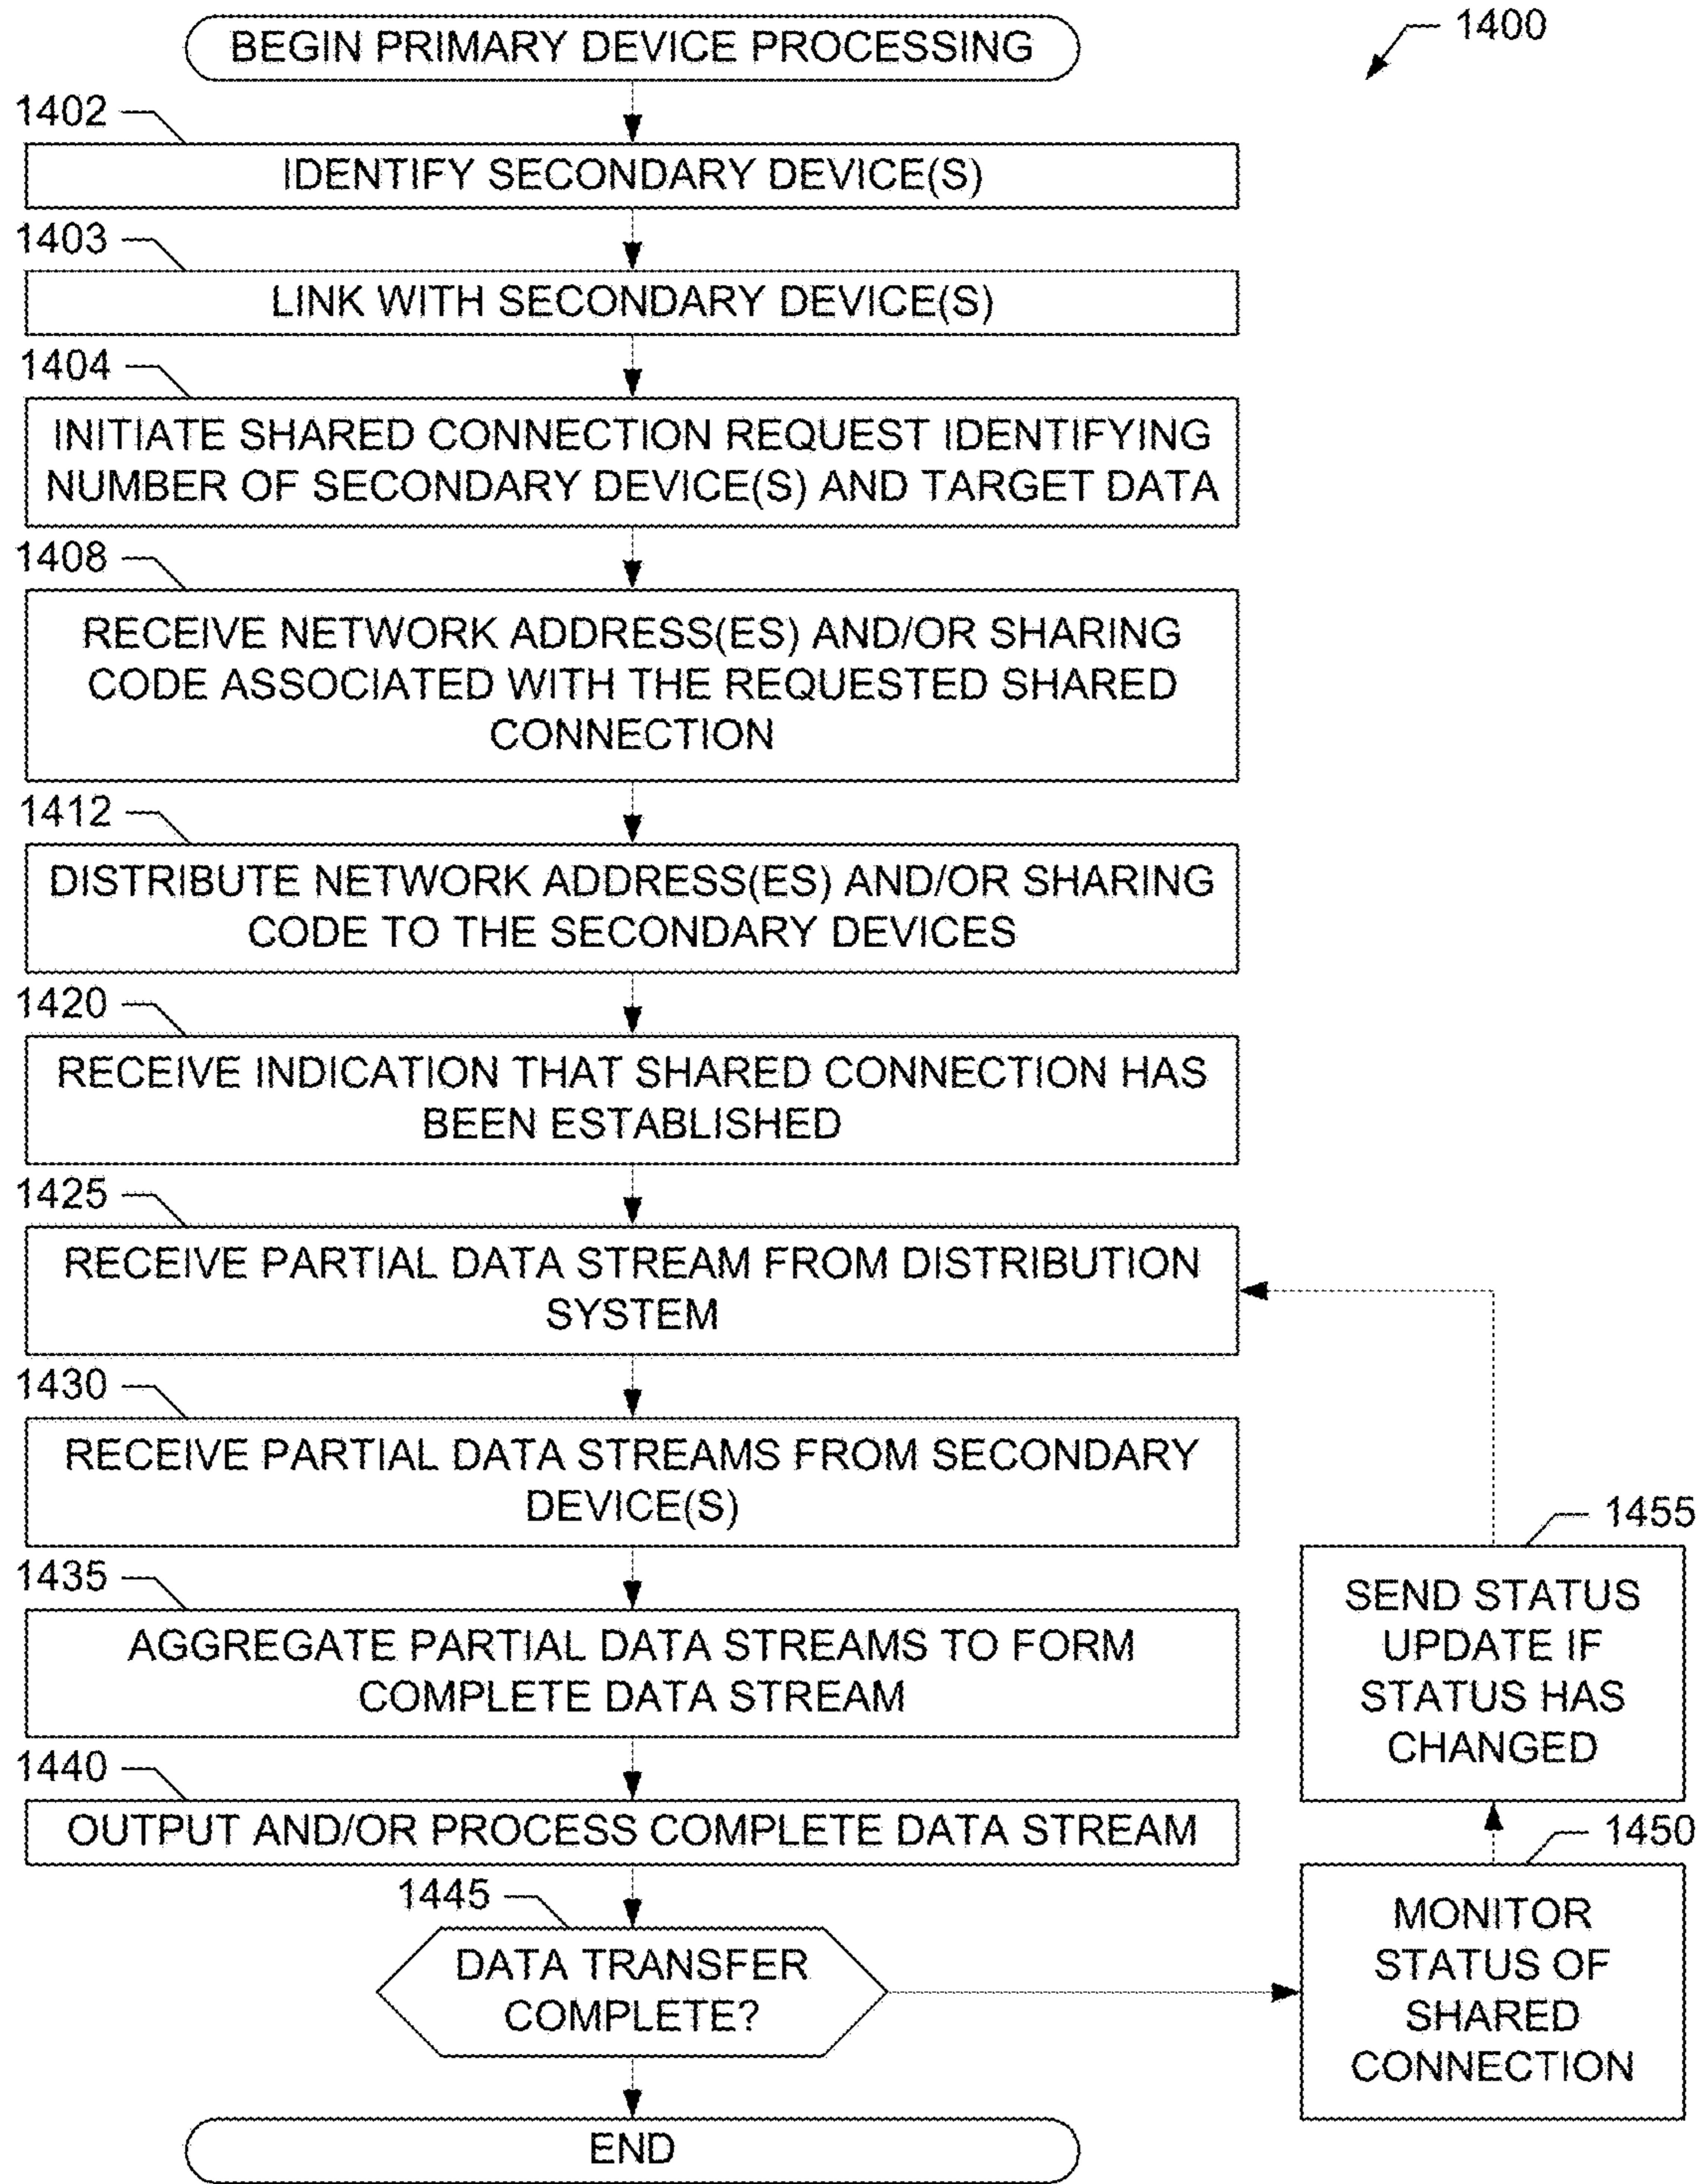 BEGIN PRIMARY DEVICE PROCESSING
1400
1402
IDENTIFY SECONDARY DEVICE(S)
1403
LINK WITH SECONDARY DEVICE(S)
1404
INITIATE SHARED CONNECTION REQUEST IDENTIFYING
NUMBER OF SECONDARY DEVICE(S) AND TARGET DATA
1408
RECEIVE NETWORK ADDRESS(ES) AND/OR SHARING
CODE ASSOCIATED WITH THE REQUESTED SHARED
CONNECTION
1412
DISTRIBUTE NETWORK ADDRESS(ES) AND/OR SHARING
CODE TO THE SECONDARY DEVICES
1420
RECEIVE INDICATION THAT SHARED CONNECTION HAS
BEEN ESTABLISHED
1425
RECEIVE PARTIAL DATA STREAM FROM DISTRIBUTION
SYSTEM
1430
RECEIVE PARTIAL DATA STREAMS FROM SECONDARY
DEVICE(S)
1435
AGGREGATE PARTIAL DATA STREAMS TO FORM
COMPLETE DATA STREAM
1440
OUTPUT AND/OR PROCESS COMPLETE DATA STREAM
1445
DATA TRANSFER
COMPLETE?
END
1455
SEND STATUS
UPDATE IF
STATUS HAS
CHANGED
1450
MONITOR
STATUS OF
SHARED
CONNECTION